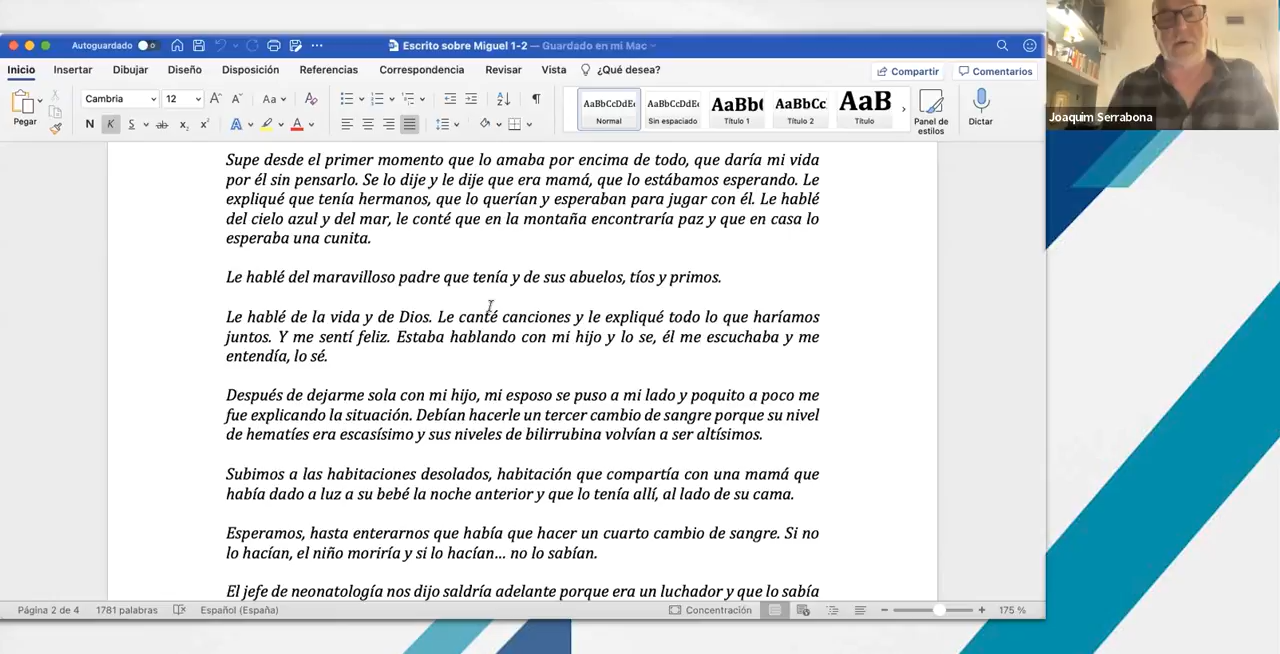 Autoguardado
Escrito sobre Miguel 1-2 — Guardado en mi Mac
Inicio Insertar Dibujar Diseño Disposición Referencias Correspondencia Revisar Vista ¿Qué desea? Compartir Comentarios
Pegar Cambria 12 Aa
N K S ab x₂ x²
AaBbCcDdEe Normal
AaBbCcDdEe Sin espaciado
AaBb( Título 1
AaBbCc Título 2
AaB Título
Panel de estilos
Dictar
Joaquim Serrabona
Supe desde el primer momento que lo amaba por encima de todo, que daría mi vida
por él sin pensarlo. Se lo dije y le dije que era mamá, que lo estábamos esperando. Le
expliqué que tenía hermanos, que lo querían y esperaban para jugar con él. Le hablé
del cielo azul y del mar, le conté que en la montaña encontraría paz y que en casa lo
esperaba una cunita.
Le hablé del maravilloso padre que tenía y de sus abuelos, tíos y primos.
Le hablé de la vida y de Dios. Le canté canciones y le expliqué todo lo que haríamos
juntos. Y me sentí feliz. Estaba hablando con mi hijo y lo se, él me escuchaba y me
entendía, lo sé.
Después de dejarme sola con mi hijo, mi esposo se puso a mi lado y poquito a poco me
fue explicando la situación. Debían hacerle un tercer cambio de sangre porque su nivel
de hematíes era escasísimo y sus niveles de bilirrubina volvían a ser altísimos.
Subimos a las habitaciones desolados, habitación que compartía con una mamá que
había dado a luz a su bebé la noche anterior y que lo tenía allí, al lado de su cama.
Esperamos, hasta enterarnos que había que hacer un cuarto cambio de sangre. Si no
lo hacían, el niño moriría y si lo hacían... no lo sabían.
El jefe de neonatología nos dijo saldría adelante porque era un luchador y que lo sabía
Página 2 de 4 1781 palabras Español (España) Concentración 175 %